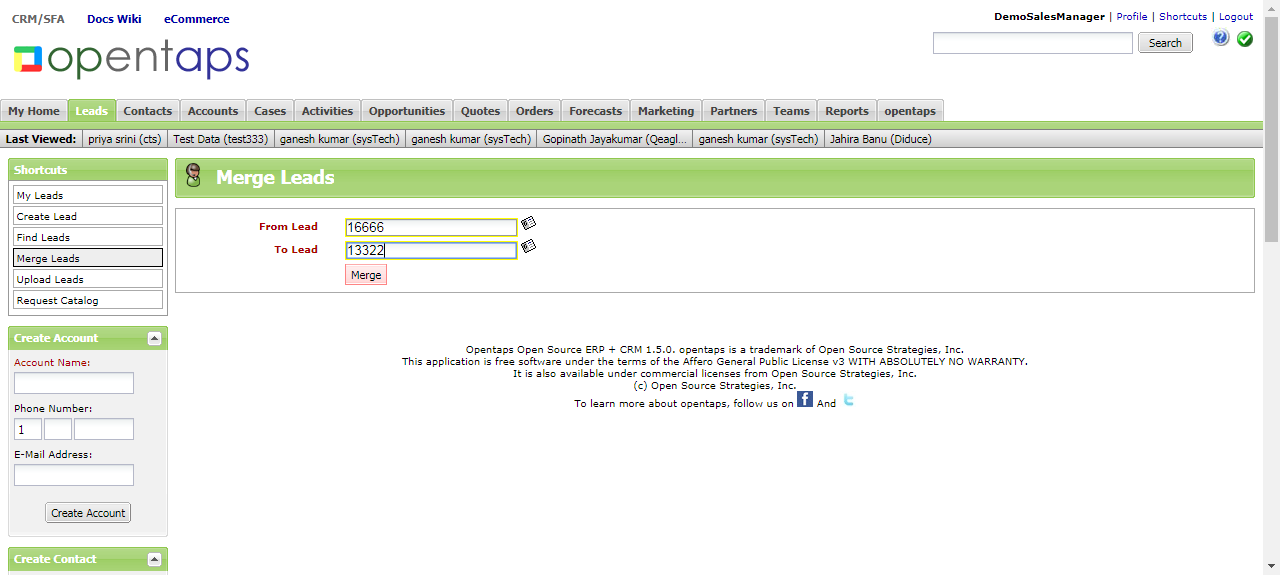 CRM/SFA Docs Wiki eCommerce
DemoSalesManager | Profile | Shortcuts | Logout
opentaps
Search
My Home Leads Contacts Accounts Cases Activities Opportunities Quotes Orders Forecasts Marketing Partners Teams Reports opentaps
Last Viewed: priya srini (cts) Test Data (test333) ganesh kumar (sysTech) ganesh kumar (sysTech) Gopinath Jayakumar (Qeagl... ganesh kumar (sysTech) Jahira Banu (Diduce)
Shortcuts
My Leads
Create Lead
Find Leads
Merge Leads
Upload Leads
Request Catalog
Create Account
Account Name:
Phone Number:
1
E-Mail Address:
Create Account
Create Contact
Merge Leads
From Lead 16666
To Lead 13322
Merge
Opentaps Open Source ERP + CRM 1.5.0. opentaps is a trademark of Open Source Strategies, Inc.
This application is free software under the terms of the Affero General Public License v3 WITH ABSOLUTELY NO WARRANTY.
It is also available under commercial licenses from Open Source Strategies, Inc.
(c) Open Source Strategies, Inc.
To learn more about opentaps, follow us on f And t